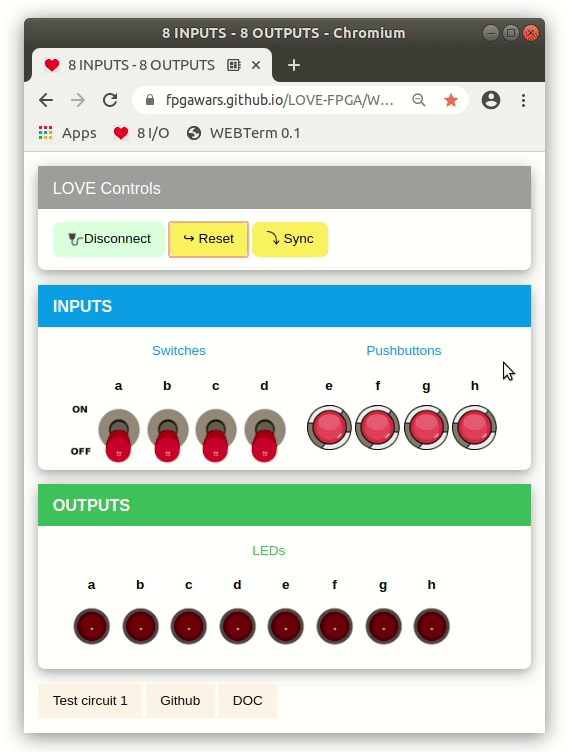 8 INPUTS - 8 OUTPUTS - Chromium
8 INPUTS - 8 OUTPUTS
fpgawars.github.io/LOVE-FPGA/W...
Apps 8 I/O WEBTerm 0.1
LOVE Controls
Disconnect Reset Sync
INPUTS
Switches Pushbuttons
a b c d e f g h
ON
OFF
OUTPUTS
LEDs
a b c d e f g h
Test circuit 1 Github DOC